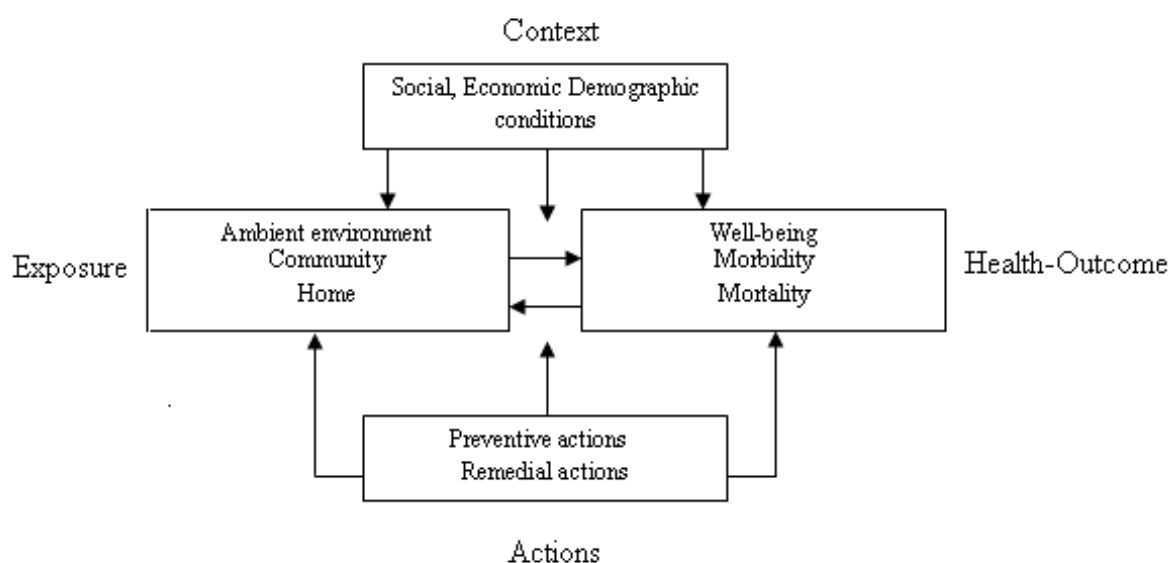 Context
Social, Economic Demographic
conditions
Exposure
Ambient environment
Community
Home
Well-being
Morbidity
Mortality
Health-Outcome
Preventive actions
Remedial actions
Actions